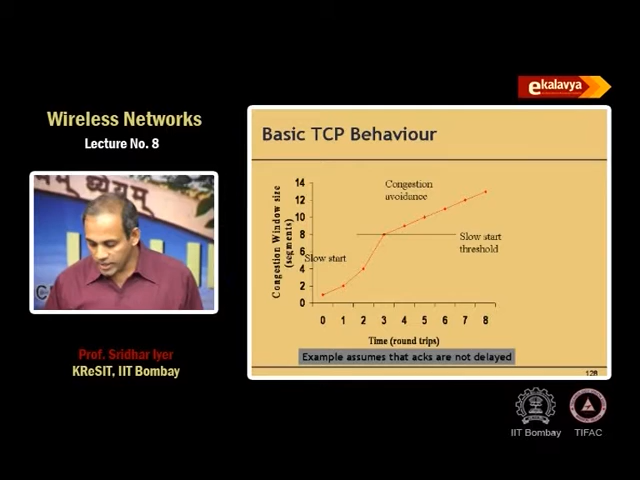 ekalavya
Wireless Networks
Lecture No. 8
Basic TCP Behaviour
14
12
10
8
6
4
2
0
Congestion Window size
(segments)
Congestion
avoidance
Slow start
Slow start
threshold
0 1 2 3 4 5 6 7 8
Time (round trips)
Example assumes that acks are not delayed
128
Prof. Sridhar Iyer
KReSIT, IIT Bombay
IIT Bombay
TIFAC